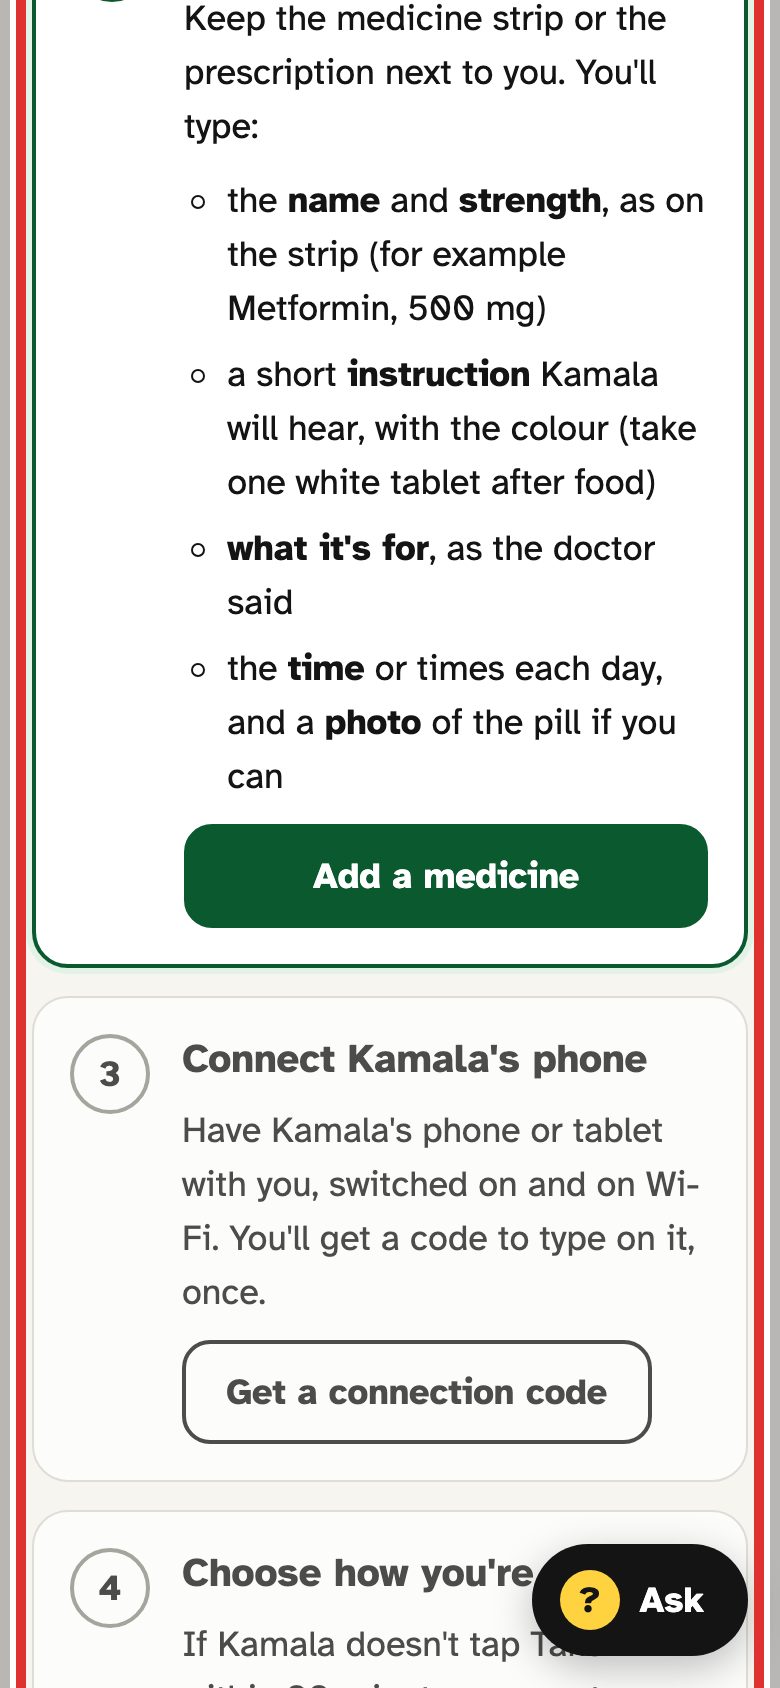 Keep the medicine strip or the
prescription next to you. You'll
type:
the name and strength, as on
the strip (for example
Metformin, 500 mg)
a short instruction Kamala
will hear, with the colour (take
one white tablet after food)
what it's for, as the doctor
said
the time or times each day,
and a photo of the pill if you
can
Add a medicine
3
Connect Kamala's phone
Have Kamala's phone or tablet
with you, switched on and on Wi-
Fi. You'll get a code to type on it,
once.
Get a connection code
4
Choose how you're
? Ask
If Kamala doesn't tap